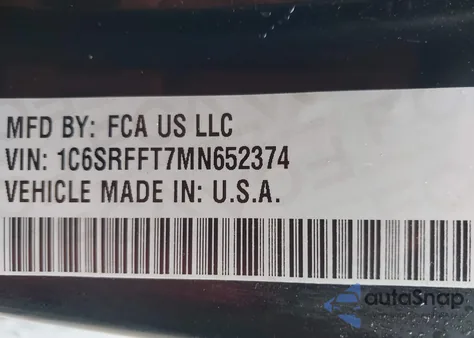 MFD BY: FCA US LLC
VIN: 1C6SRFFT7MN652374
VEHICLE MADE IN: U.S.A.
autoSnap